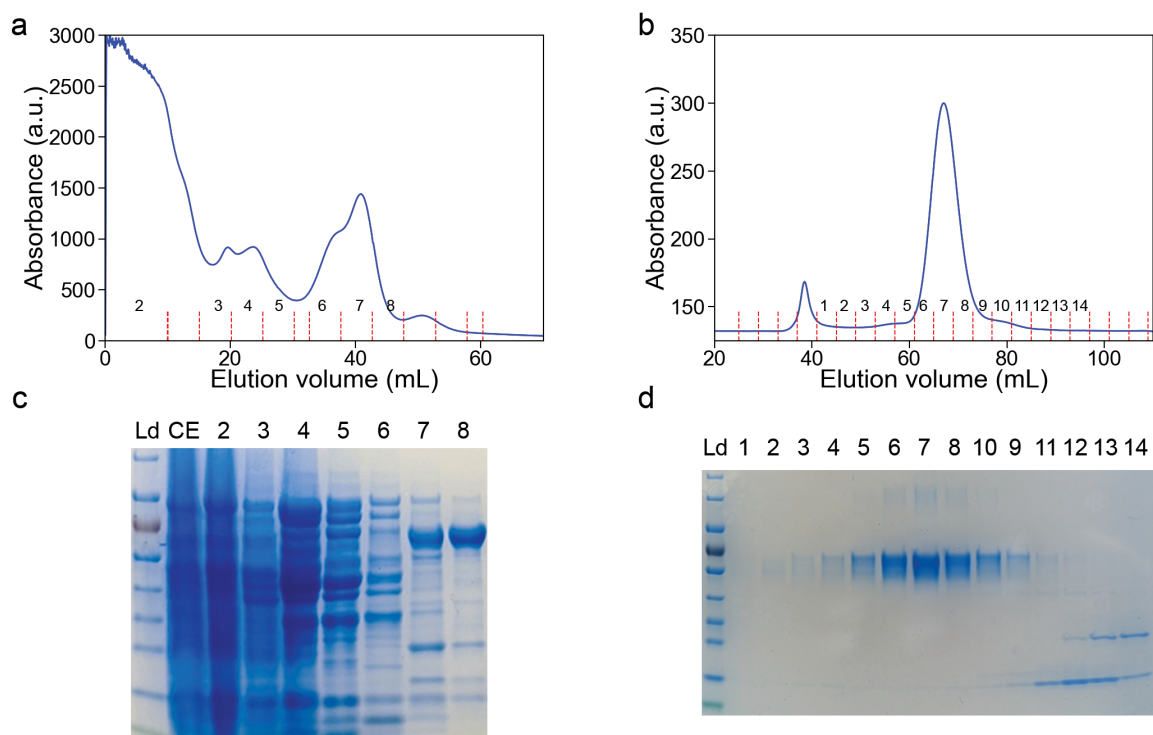 a
Absorbance (a.u.)
3000
2500
2000
1500
1000
500
0
2 3 4 5 6 7 8
0 20 40 60
Elution volume (mL)
b
Absorbance (a.u.)
350
300
250
200
150
1 2 3 4 5 6 7 8 9 10 11 12 13 14
20 40 60 80 100
Elution volume (mL)
c
Ld CE 2 3 4 5 6 7 8
d
Ld 1 2 3 4 5 6 7 8 10 9 11 12 13 14